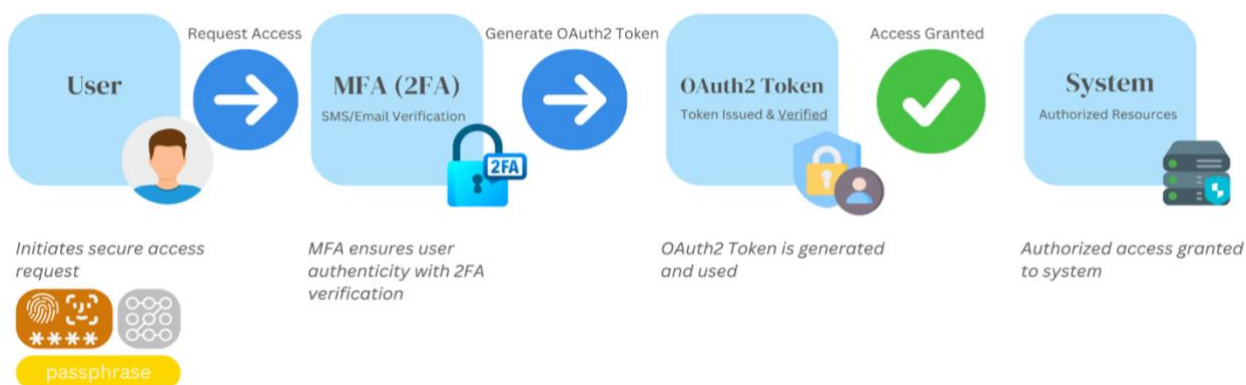 Request Access
Generate OAuth2 Token
Access Granted
User
MFA (2FA)
SMS/Email Verification
OAuth2 Token
Token Issued & Verified
System
Authorized Resources
2FA
Initiates secure access
request
MFA ensures user
authenticity with 2FA
verification
OAuth2 Token is generated
and used
Authorized access granted
to system
****
passphrase